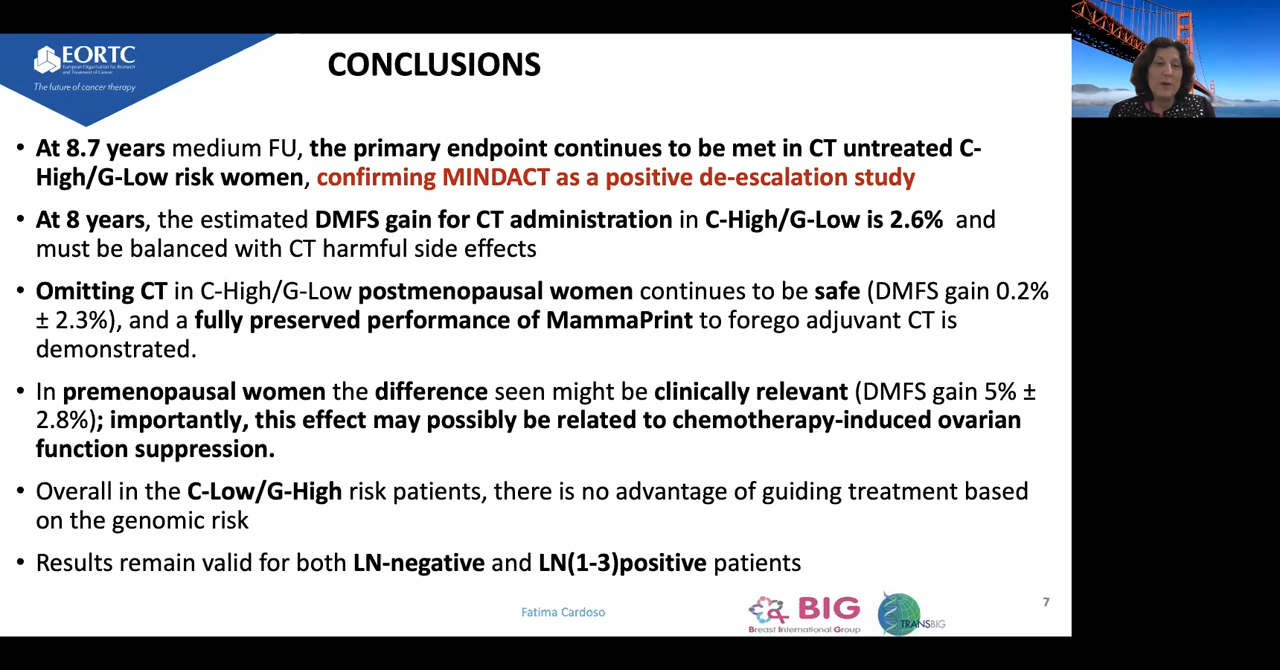 EORTC
European Organisation for Research
and Treatment of Cancer
The future of cancer therapy
CONCLUSIONS
• At 8.7 years medium FU, the primary endpoint continues to be met in CT untreated C-
High/G-Low risk women, confirming MINDACT as a positive de-escalation study
• At 8 years, the estimated DMFS gain for CT administration in C-High/G-Low is 2.6% and
must be balanced with CT harmful side effects
• Omitting CT in C-High/G-Low postmenopausal women continues to be safe (DMFS gain 0.2%
± 2.3%), and a fully preserved performance of MammaPrint to forego adjuvant CT is
demonstrated.
• In premenopausal women the difference seen might be clinically relevant (DMFS gain 5% ±
2.8%); importantly, this effect may possibly be related to chemotherapy-induced ovarian
function suppression.
• Overall in the C-Low/G-High risk patients, there is no advantage of guiding treatment based
on the genomic risk
• Results remain valid for both LN-negative and LN(1-3)positive patients
Fatima Cardoso
BIG
Breast International Group
TRANSBIG
7